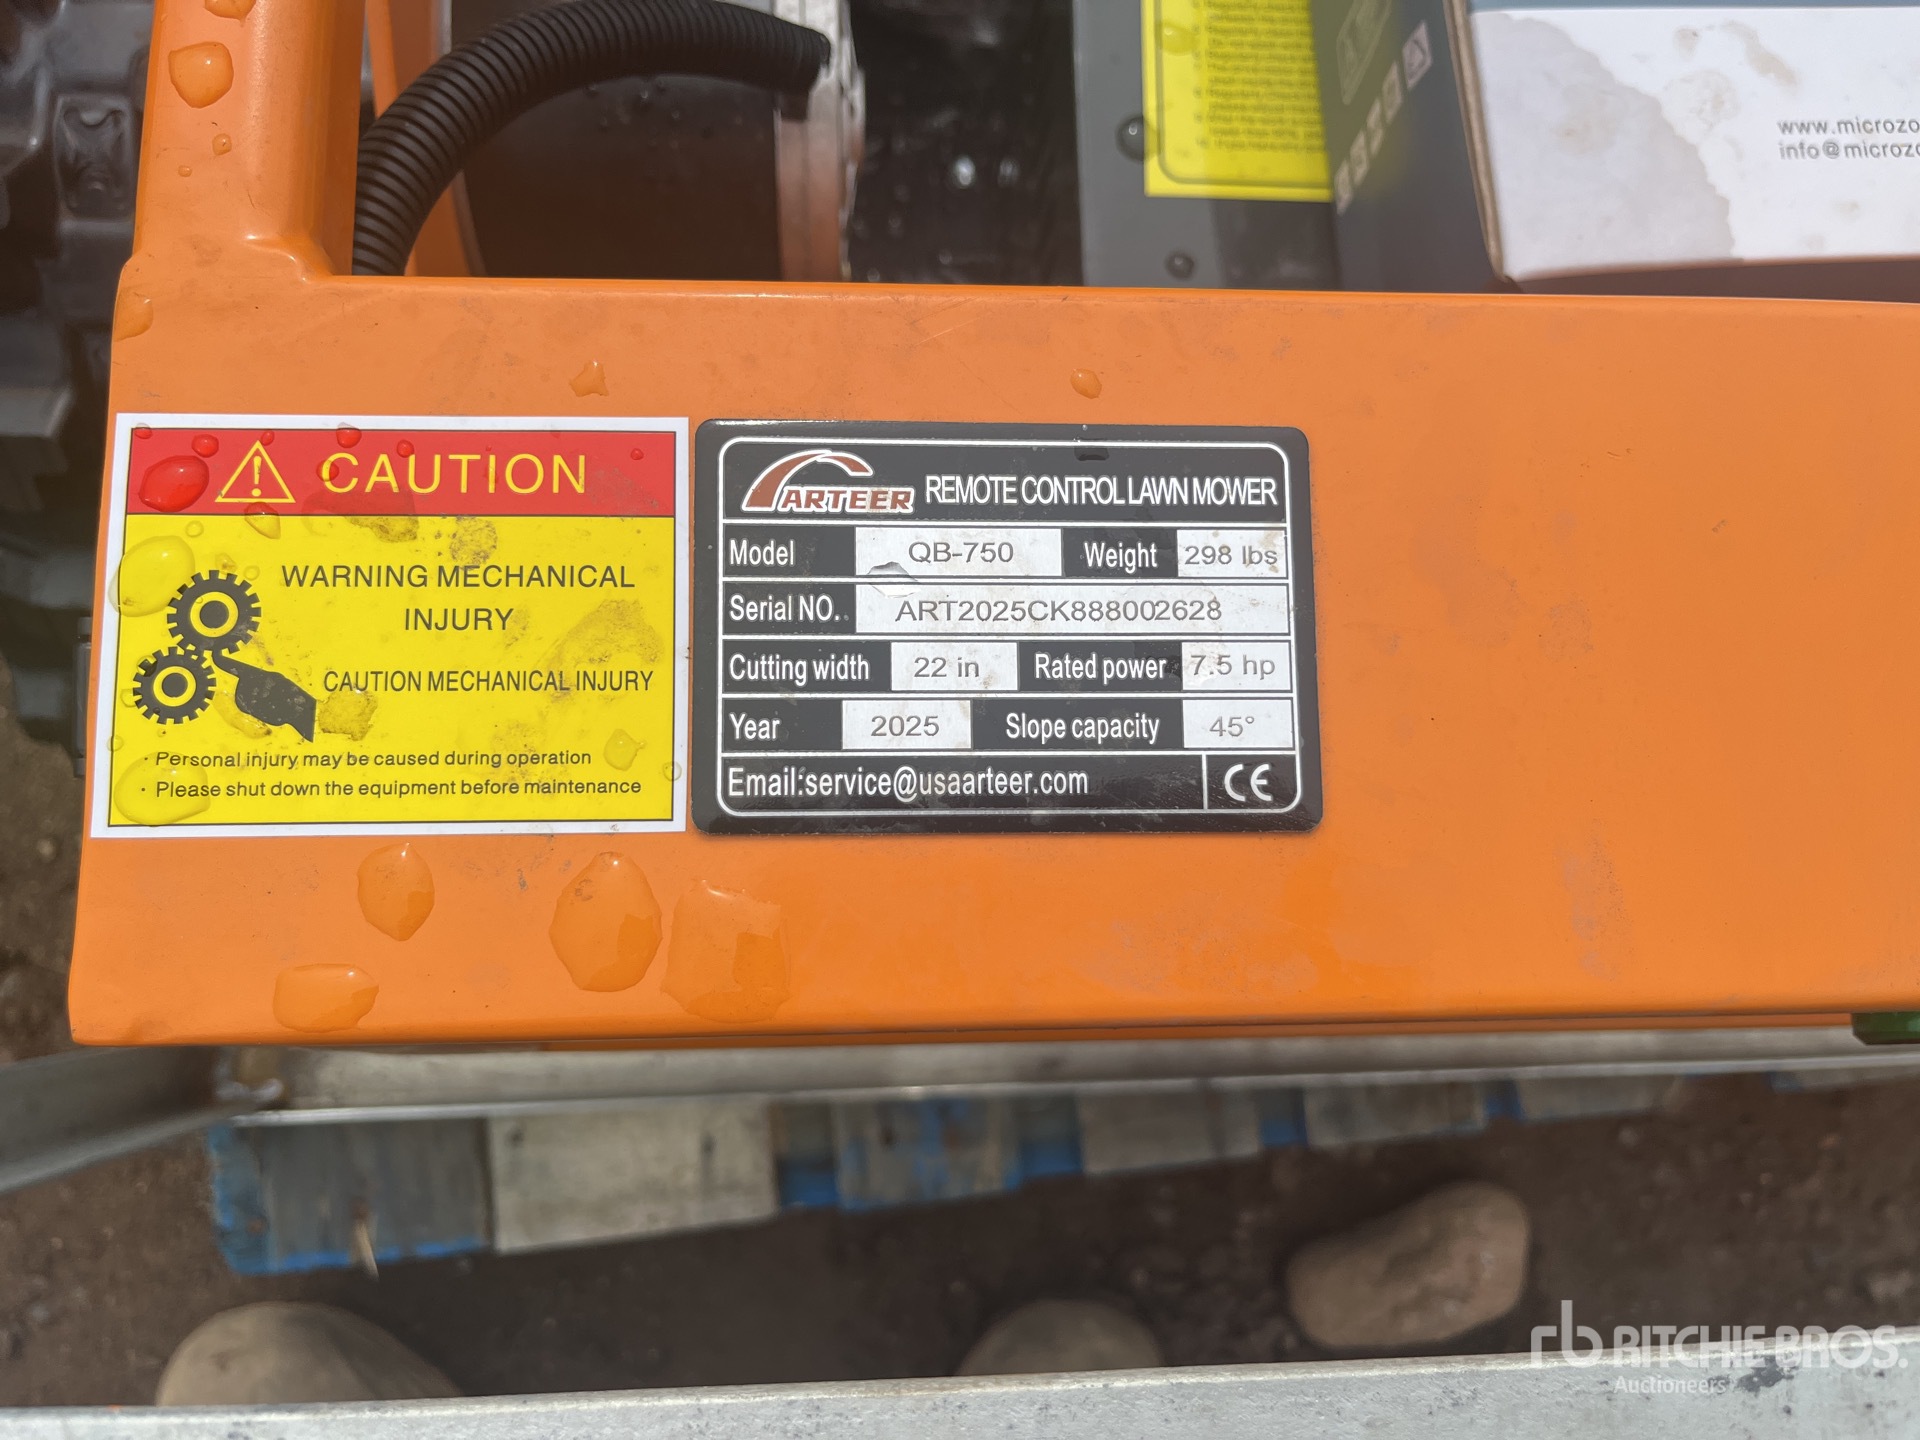 www.microzo
info@microzo
CAUTION
WARNING MECHANICAL
INJURY
CAUTION MECHANICAL INJURY
· Personal injury may be caused during operation
· Please shut down the equipment before maintenance
ARTEER REMOTE CONTROL LAWN MOWER
Model QB-750 Weight 298 lbs
Serial NO. ART2025CK888002628
Cutting width 22 in Rated power 7.5 hp
Year 2025 Slope capacity 45°
Email:service@usaarteer.com CE
rb RITCHIE BROS.
Auctioneers